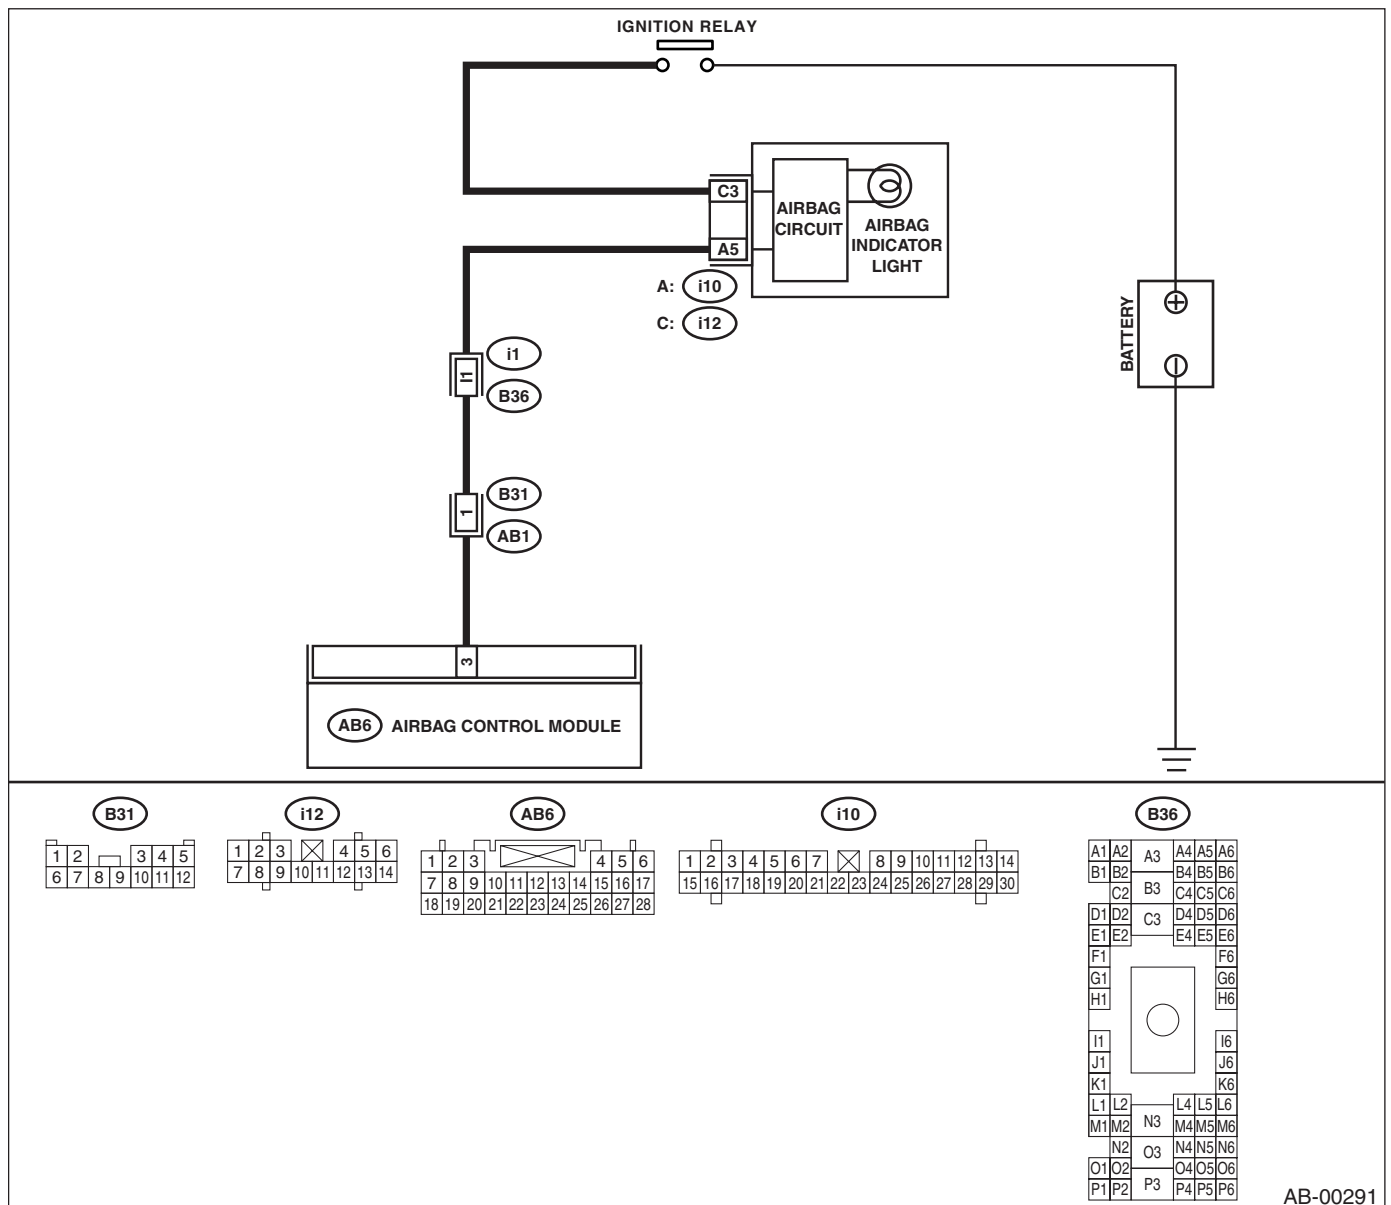 IGNITION RELAY
C3
A5
AIRBAG
CIRCUIT
AIRBAG
INDICATOR
LIGHT
A: i10
C: i12
BATTERY
i1
I1
B36
B31
1
AB1
3
AB6 AIRBAG CONTROL MODULE
B31
1 2 3 4 5
6 7 8 9 10 11 12
i12
1 2 3 4 5 6
7 8 9 10 11 12 13 14
AB6
1 2 3 4 5 6
7 8 9 10 11 12 13 14 15 16 17
18 19 20 21 22 23 24 25 26 27 28
i10
1 2 3 4 5 6 7 8 9 10 11 12 13 14
15 16 17 18 19 20 21 22 23 24 25 26 27 28 29 30
B36
A1 A2 A3 A4 A5 A6
B1 B2 B4 B5 B6
B3
C2 C4 C5 C6
D1 D2 C3 D4 D5 D6
E1 E2 E4 E5 E6
F1 F6
G1 G6
H1 H6
I1 I6
J1 J6
K1 K6
L1 L2 L4 L5 L6
M1 M2 N3 M4 M5 M6
N2 O3 N4 N5 N6
O1 O2 O4 O5 O6
P1 P2 P3 P4 P5 P6
AB-00291